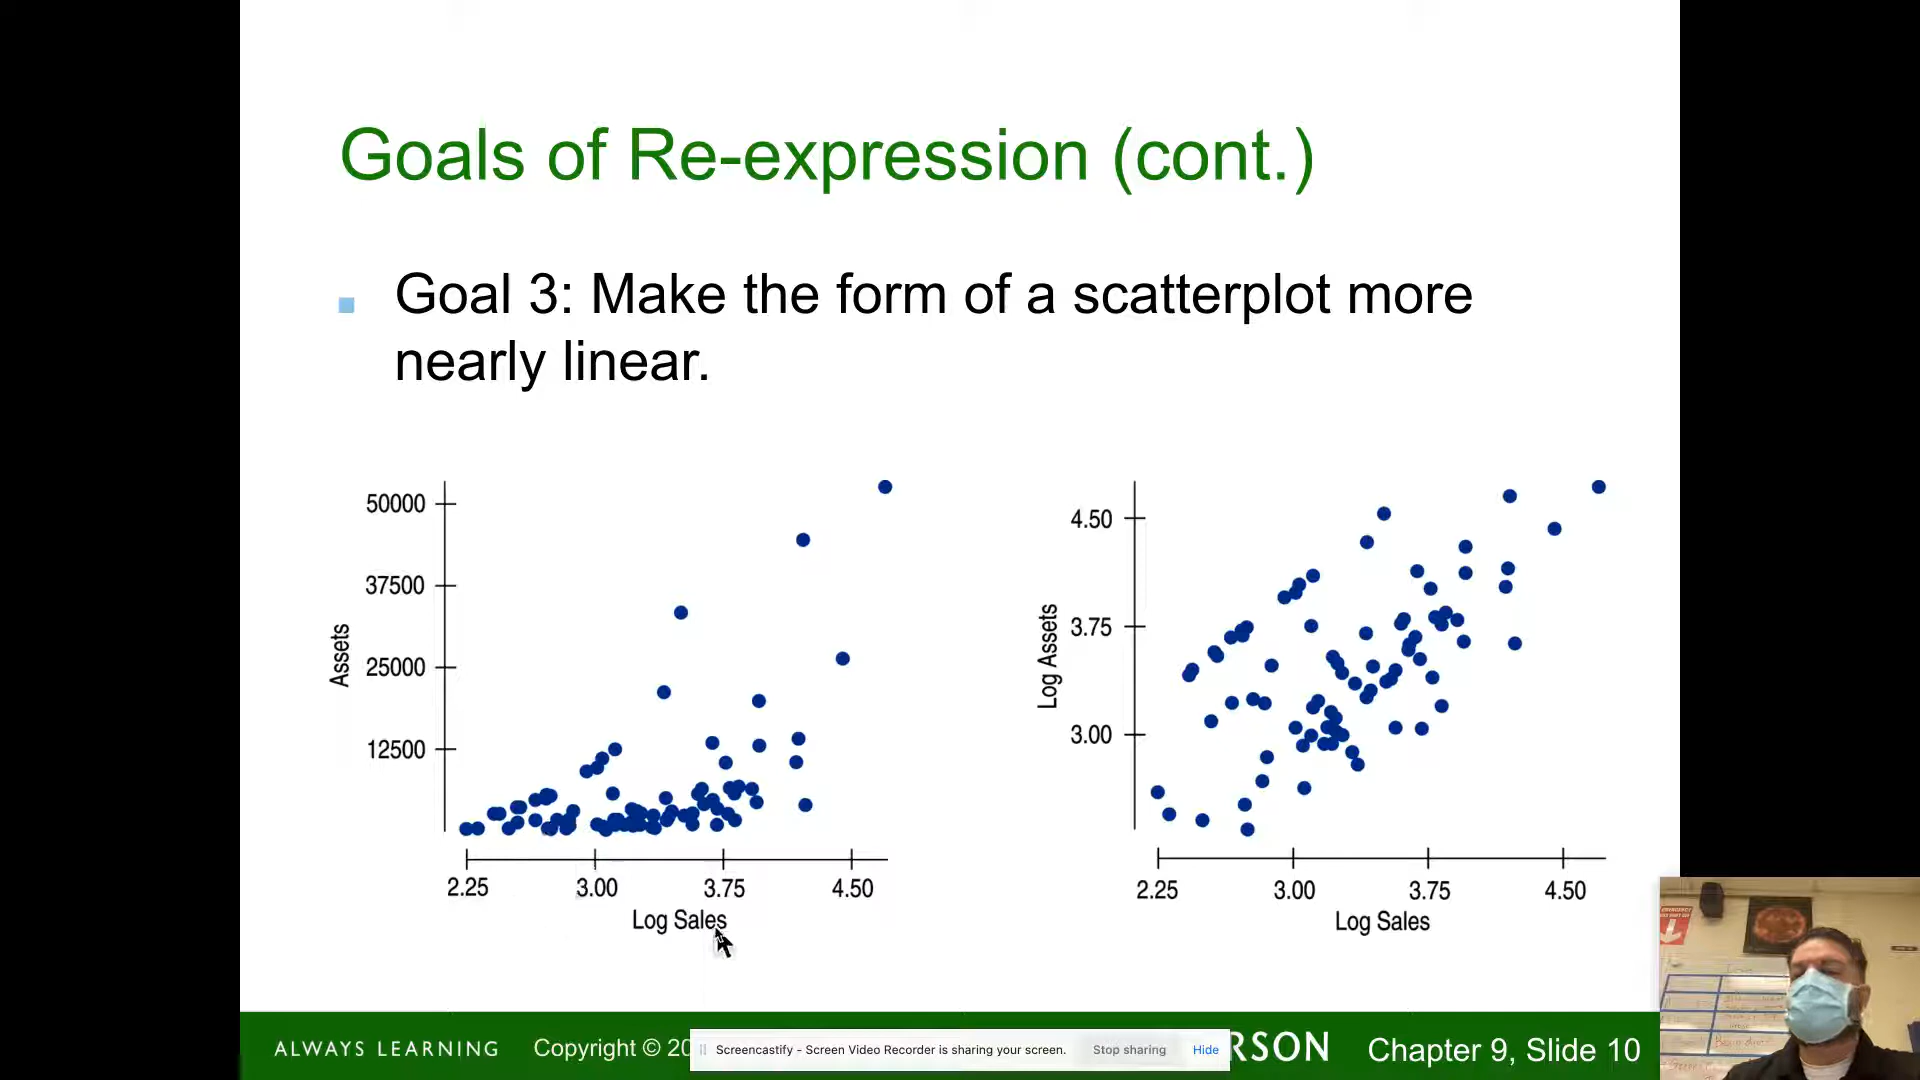 Goals of Re-expression (cont.)
Goal 3: Make the form of a scatterplot more
nearly linear.
50000
37500
25000
12500
Assets
2.25 3.00 3.75 4.50
Log Sales
4.50
3.75
3.00
Log Assets
2.25 3.00 3.75 4.50
Log Sales
ALWAYS LEARNING
Copyright © 20
Screencastify - Screen Video Recorder is sharing your screen.
Stop sharing
Hide
RSON
Chapter 9, Slide 10